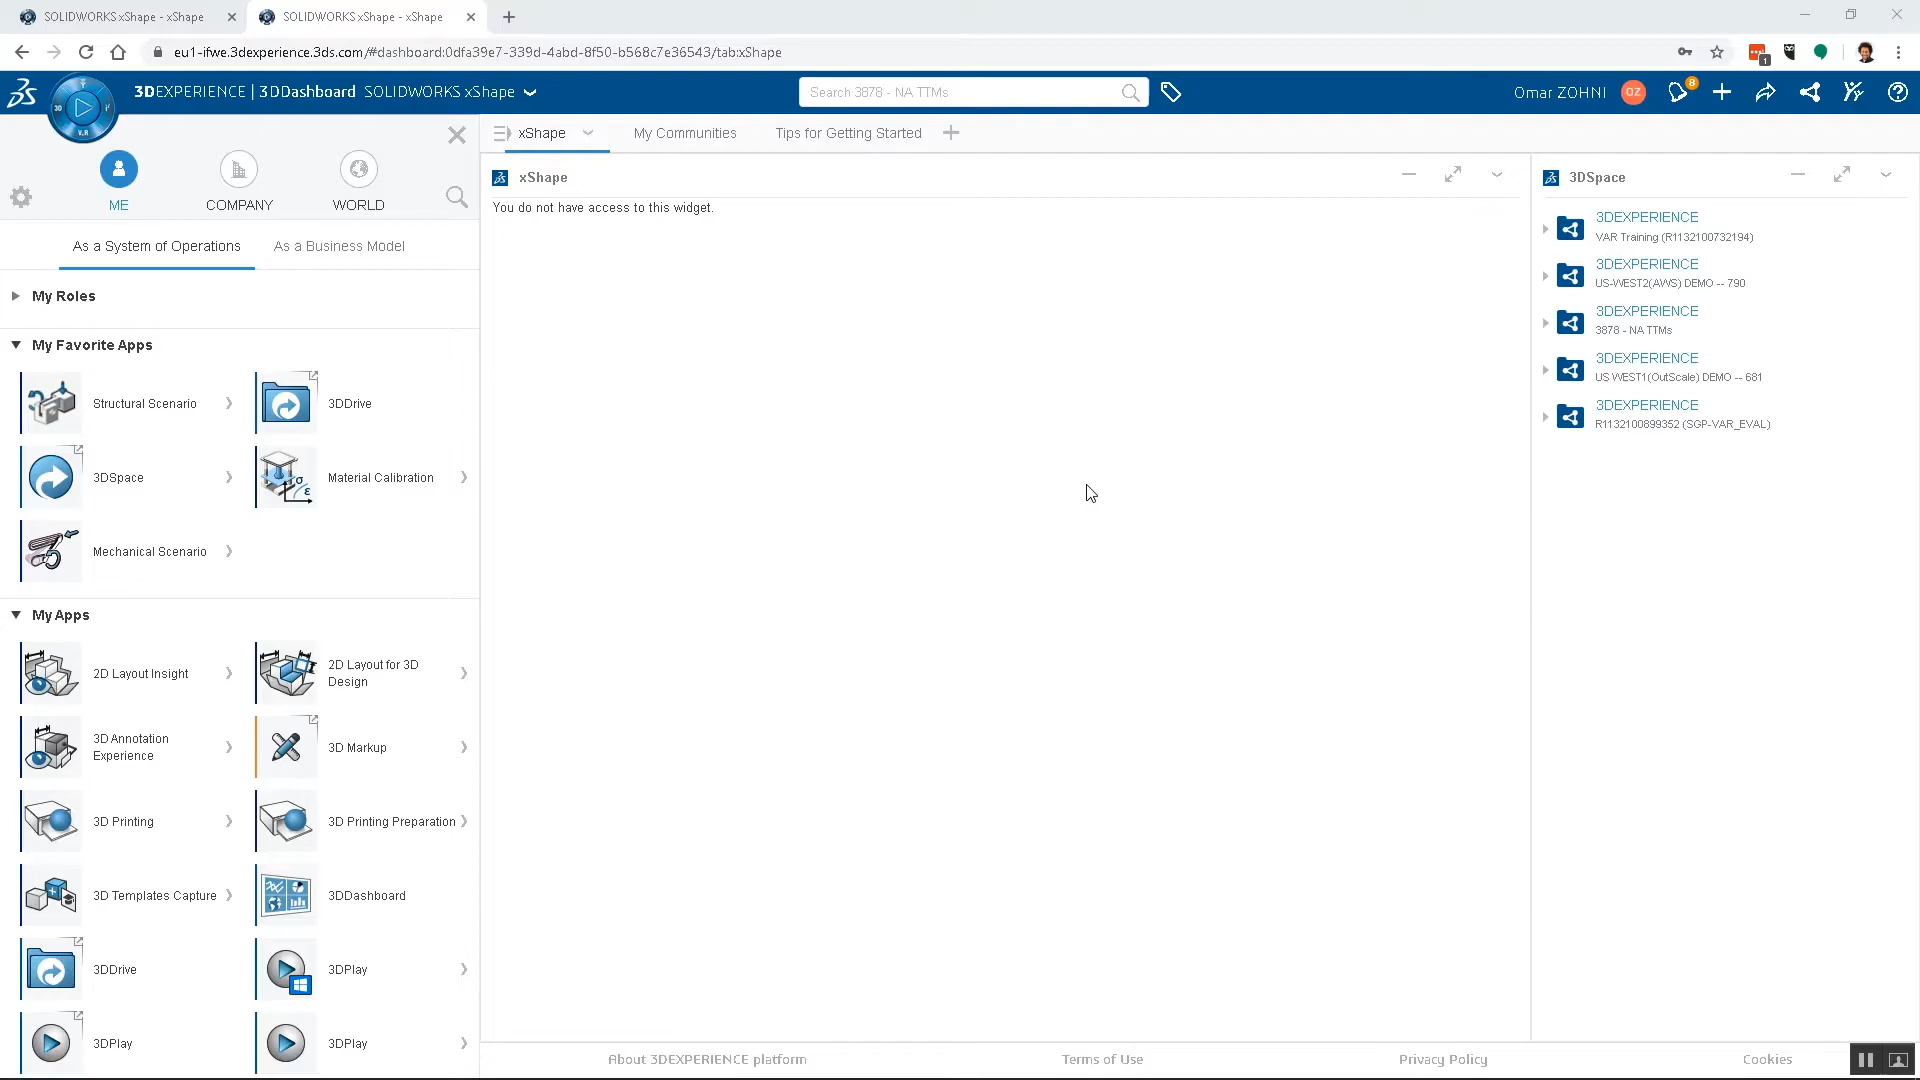 SOLIDWORKS xShape - xShape
SOLIDWORKS xShape - xShape
eu1-ifwe.3dexperience.3ds.com/#dashboard:0dfa39e7-339d-4abd-8f50-b568c7e36543/tab:xShape
1
3DEXPERIENCE | 3DDashboard SOLIDWORKS xShape
3D
V.R
Search 3878 - NA TTMs
Omar ZOHNI
OZ
8
ME
COMPANY
WORLD
As a System of Operations
As a Business Model
My Roles
My Favorite Apps
Structural Scenario
3DDrive
3DSpace
Material Calibration
Mechanical Scenario
My Apps
2D Layout Insight
2D Layout for 3D
Design
3D Annotation
Experience
3D Markup
3D Printing
3D Printing Preparation
3D Templates Capture
3DDashboard
3DDrive
3DPlay
3DPlay
3DPlay
xShape
My Communities
Tips for Getting Started
xShape
You do not have access to this widget.
3DSpace
3DEXPERIENCE
VAR Training (R1132100732194)
3DEXPERIENCE
US-WEST2(AWS) DEMO -- 790
3DEXPERIENCE
3878 - NA TTMs
3DEXPERIENCE
US WEST1(OutScale) DEMO -- 681
3DEXPERIENCE
R1132100899352 (SGP-VAR_EVAL)
About 3DEXPERIENCE platform
Terms of Use
Privacy Policy
Cookies